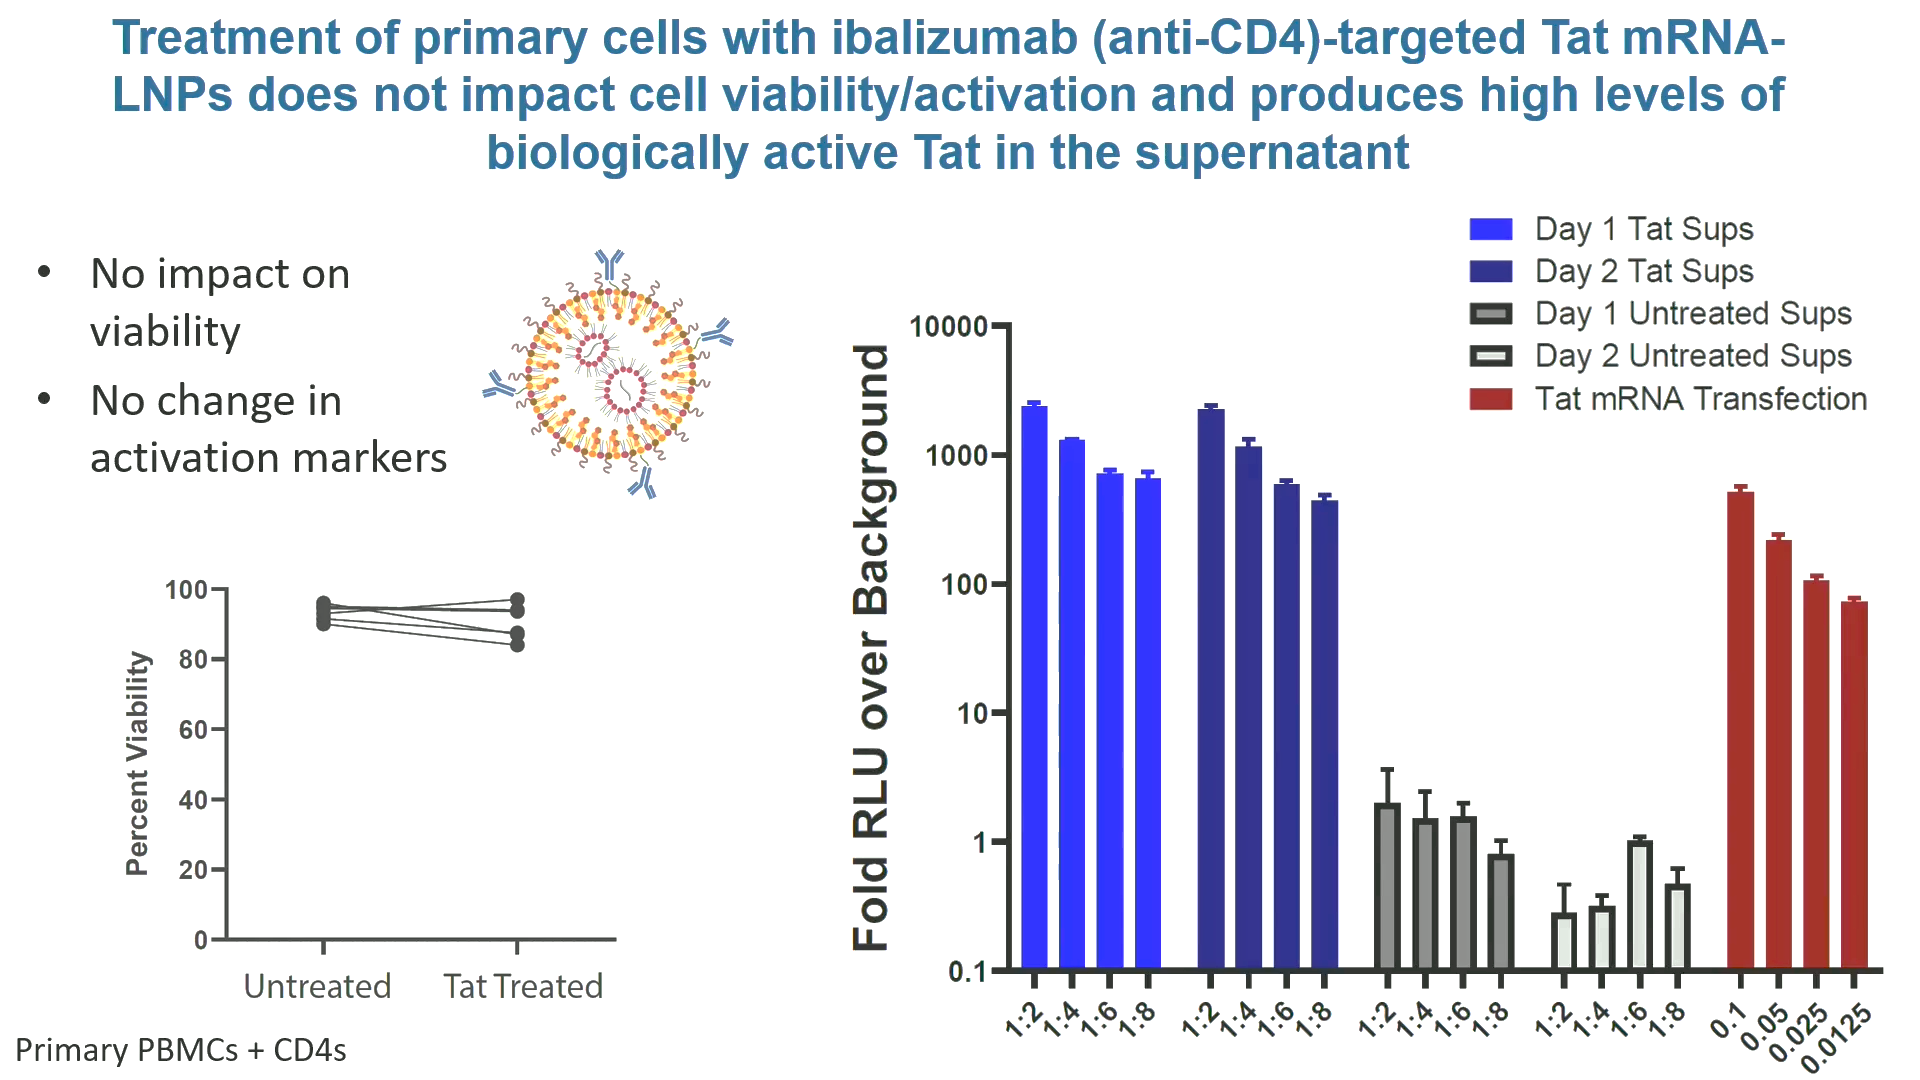 Treatment of primary cells with ibalizumab (anti-CD4)-targeted Tat mRNA-
LNPs does not impact cell viability/activation and produces high levels of
biologically active Tat in the supernatant
• No impact on
viability
• No change in
activation markers
Percent Viability
100
80
60
40
20
0
Untreated
Tat Treated
Primary PBMCs + CD4s
Day 1 Tat Sups
Day 2 Tat Sups
Day 1 Untreated Sups
Day 2 Untreated Sups
Tat mRNA Transfection
Fold RLU over Background
10000
1000
100
10
1
0.1
1:2 1:4 1:6 1:8 1:2 1:4 1:6 1:8 1:2 1:4 1:6 1:8 1:2 1:4 1:6 1:8 0.1 0.05 0.025 0.0125